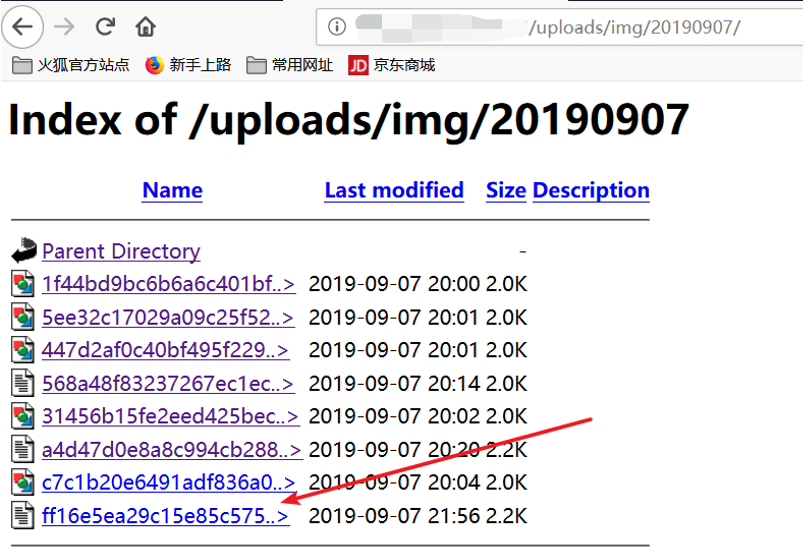 /uploads/img/20190907/
火狐官方站点 新手上路 常用网址 JD 京东商城
Index of /uploads/img/20190907
Name Last modified Size Description
Parent Directory -
1f44bd9bc6b6a6c401bf..> 2019-09-07 20:00 2.0K
5ee32c17029a09c25f52..> 2019-09-07 20:01 2.0K
447d2af0c40bf495f229..> 2019-09-07 20:01 2.0K
568a48f83237267ec1ec..> 2019-09-07 20:14 2.0K
31456b15fe2eed425bec..> 2019-09-07 20:02 2.0K
a4d47d0e8a8c994cb288..> 2019-09-07 20:20 2.2K
c7c1b20e6491adf836a0..> 2019-09-07 20:04 2.0K
ff16e5ea29c15e85c575..> 2019-09-07 21:56 2.2K